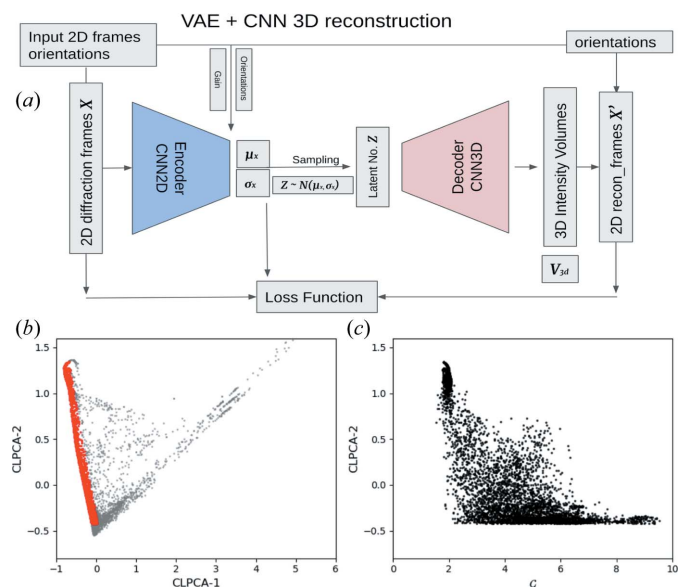 VAE + CNN 3D reconstruction
Input 2D frames
orientations
orientations
(a)
Gain
Orientations
2D diffraction frames X
Encoder
CNN2D
μx
σx
Sampling
Z ~ N(μx, σx)
Latent No. Z
Decoder
CNN3D
3D Intensity Volumes
2D recon_frames X'
V3d
Loss Function
(b)
(c)
1.5
1.0
0.5
0.0
−0.5
CLPCA-2
−1
0
1
2
3
4
5
6
CLPCA-1
1.5
1.0
0.5
0.0
−0.5
CLPCA-2
0
2
4
6
8
10
ς